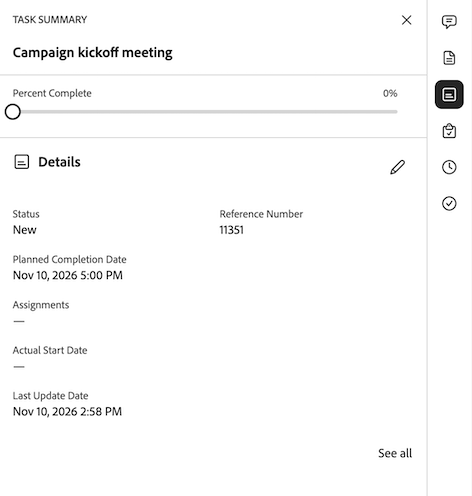 TASK SUMMARY
Campaign kickoff meeting
Percent Complete 0%
Details
Status Reference Number
New 11351
Planned Completion Date
Nov 10, 2026 5:00 PM
Assignments
—
Actual Start Date
—
Last Update Date
Nov 10, 2026 2:58 PM
See all